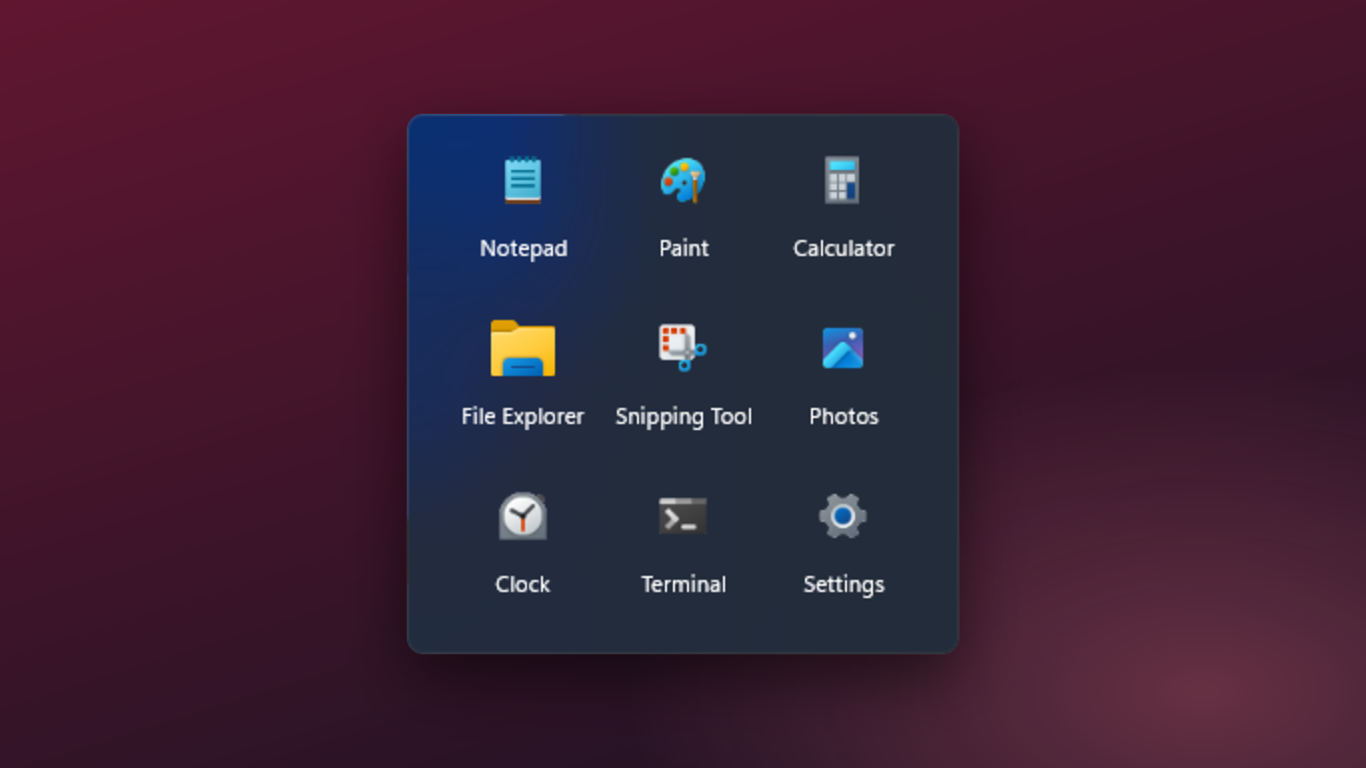 Notepad
Paint
Calculator
File Explorer
Snipping Tool
Photos
Clock
Terminal
Settings